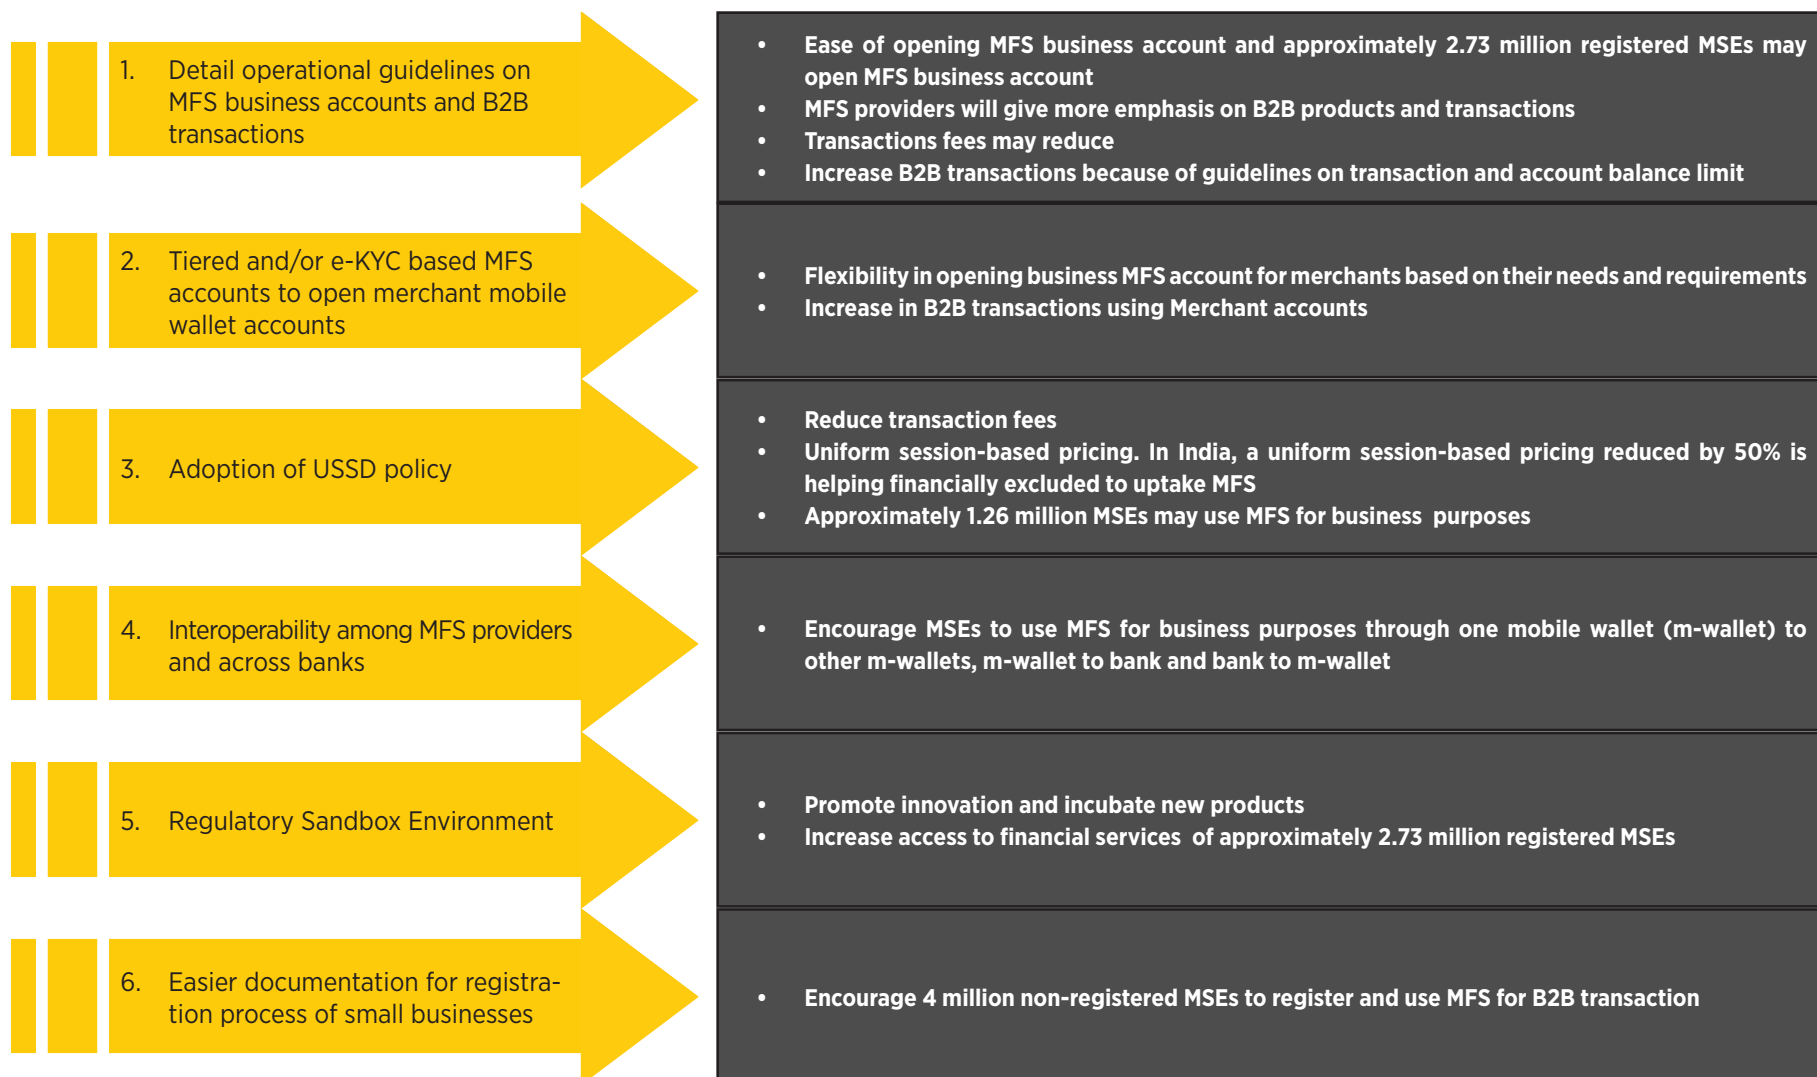 1. Detail operational guidelines on
MFS business accounts and B2B
transactions
• Ease of opening MFS business account and approximately 2.73 million registered MSEs may
open MFS business account
• MFS providers will give more emphasis on B2B products and transactions
• Transactions fees may reduce
• Increase B2B transactions because of guidelines on transaction and account balance limit
2. Tiered and/or e-KYC based MFS
accounts to open merchant mobile
wallet accounts
• Flexibility in opening business MFS account for merchants based on their needs and requirements
• Increase in B2B transactions using Merchant accounts
3. Adoption of USSD policy
• Reduce transaction fees
• Uniform session-based pricing. In India, a uniform session-based pricing reduced by 50% is
helping financially excluded to uptake MFS
• Approximately 1.26 million MSEs may use MFS for business purposes
4. Interoperability among MFS providers
and across banks
• Encourage MSEs to use MFS for business purposes through one mobile wallet (m-wallet) to
other m-wallets, m-wallet to bank and bank to m-wallet
5. Regulatory Sandbox Environment
• Promote innovation and incubate new products
• Increase access to financial services of approximately 2.73 million registered MSEs
6. Easier documentation for registra-
tion process of small businesses
• Encourage 4 million non-registered MSEs to register and use MFS for B2B transaction